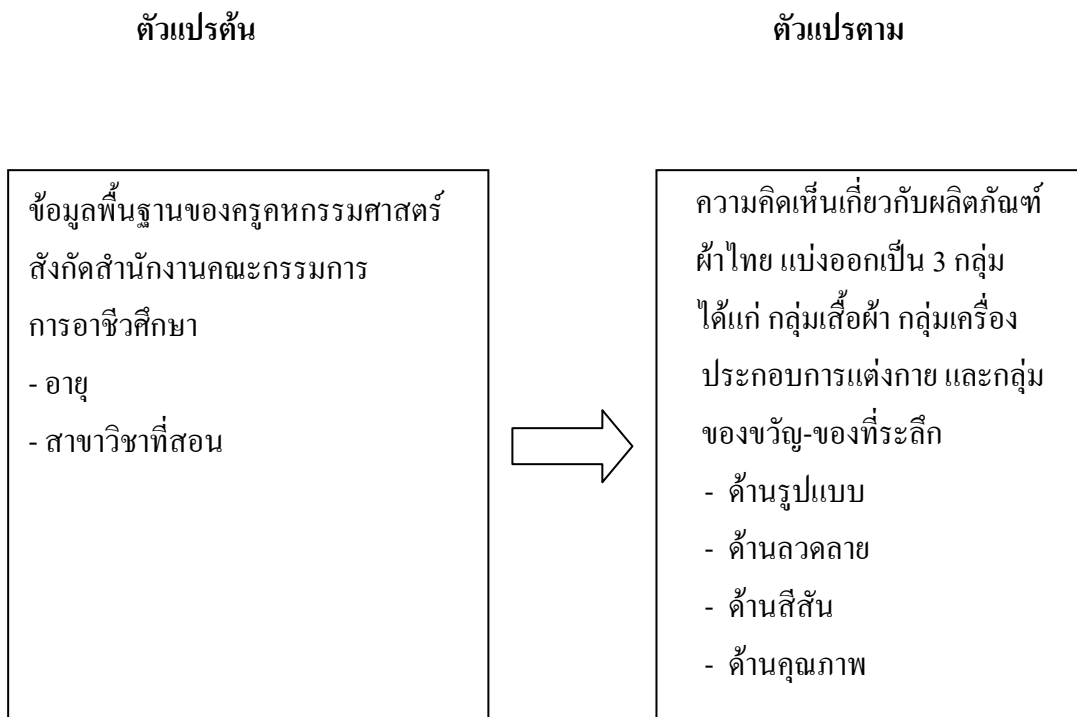 ตัวแปรต้น
ตัวแปรตาม
ข้อมูลพื้นฐานของครูคหกรรมศาสตร์
สังกัดสำนักงานคณะกรรมการ
การอาชีวศึกษา
- อายุ
- สาขาวิชาที่สอน
ความคิดเห็นเกี่ยวกับผลิตภัณฑ์
ผ้าไทย แบ่งออกเป็น 3 กลุ่ม
ได้แก่ กลุ่มเสื้อผ้า กลุ่มเครื่อง
ประกอบการแต่งกาย และกลุ่ม
ของขวัญ-ของที่ระลึก
- ด้านรูปแบบ
- ด้านลวดลาย
- ด้านสีสัน
- ด้านคุณภาพ